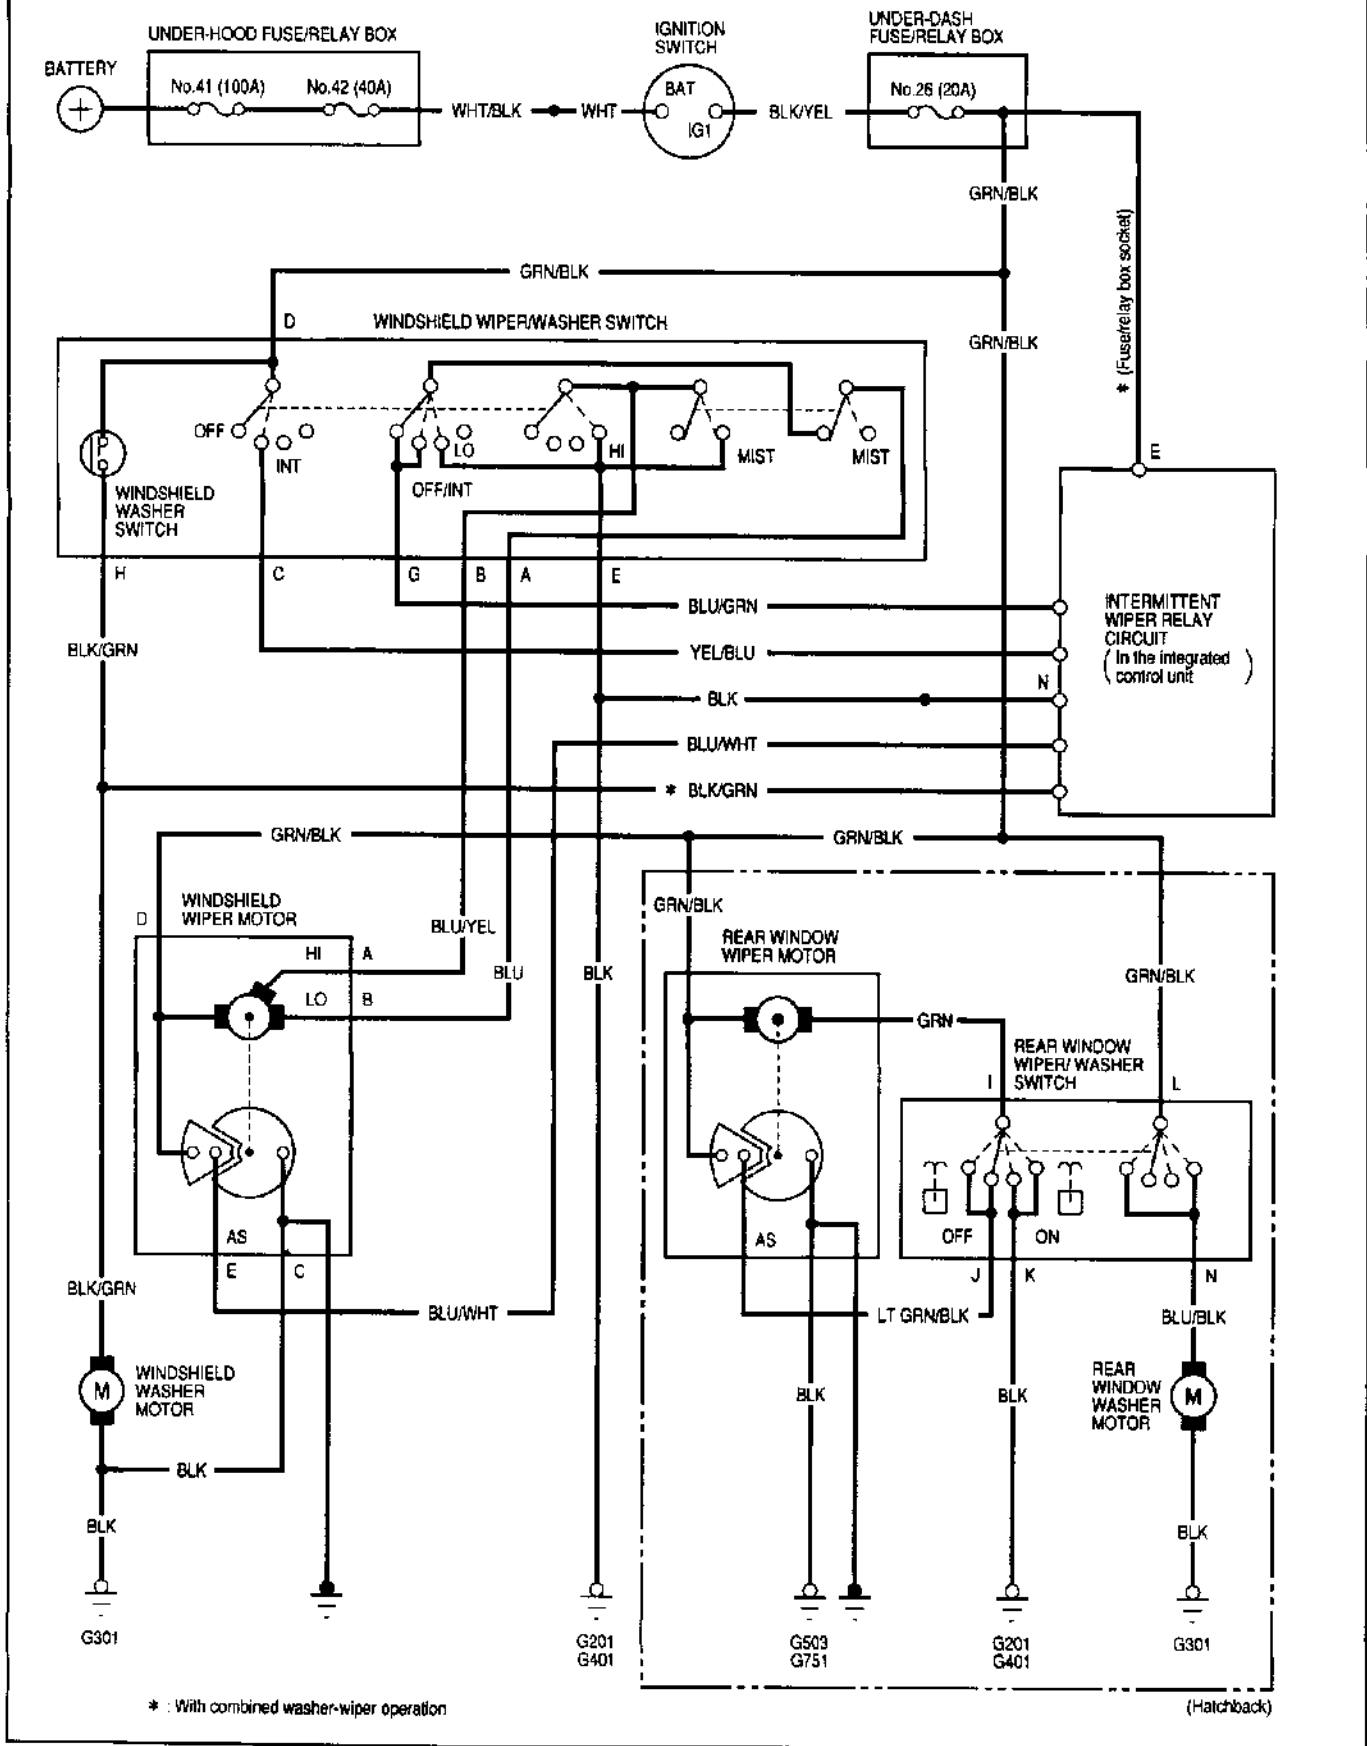 UNDER-HOOD FUSE/RELAY BOX
IGNITION
SWITCH
UNDER-DASH
FUSE/RELAY BOX
BATTERY
No.41 (100A)
No.42 (40A)
BAT
No.26 (20A)
WHT/BLK
WHT
IG1
BLK/YEL
GRN/BLK
* (Fuse/relay box socket)
GRN/BLK
D
WINDSHIELD WIPER/WASHER SWITCH
GRN/BLK
OFF
P
INT
LO
HI
MIST
MIST
E
OFF/INT
WINDSHIELD
WASHER
SWITCH
H
C
G
B
A
E
BLU/GRN
INTERMITTENT
WIPER RELAY
CIRCUIT
(In the integrated
control unit)
BLK/GRN
YEL/BLU
N
BLK
BLU/WHT
* BLK/GRN
GRN/BLK
GRN/BLK
WINDSHIELD
WIPER MOTOR
D
GRN/BLK
BLU/YEL
REAR WINDOW
WIPER MOTOR
HI
A
BLU
BLK
GRN/BLK
LO
B
GRN
REAR WINDOW
WIPER/ WASHER
SWITCH
I
L
AS
AS
OFF
ON
E
C
J
K
N
BLK/GRN
BLU/WHT
LT GRN/BLK
BLU/BLK
M
WINDSHIELD
WASHER
MOTOR
BLK
BLK
REAR
WINDOW
WASHER
MOTOR
M
BLK
BLK
BLK
G301
G201
G401
G503
G751
G201
G401
G301
* : With combined washer-wiper operation
(Hatchback)